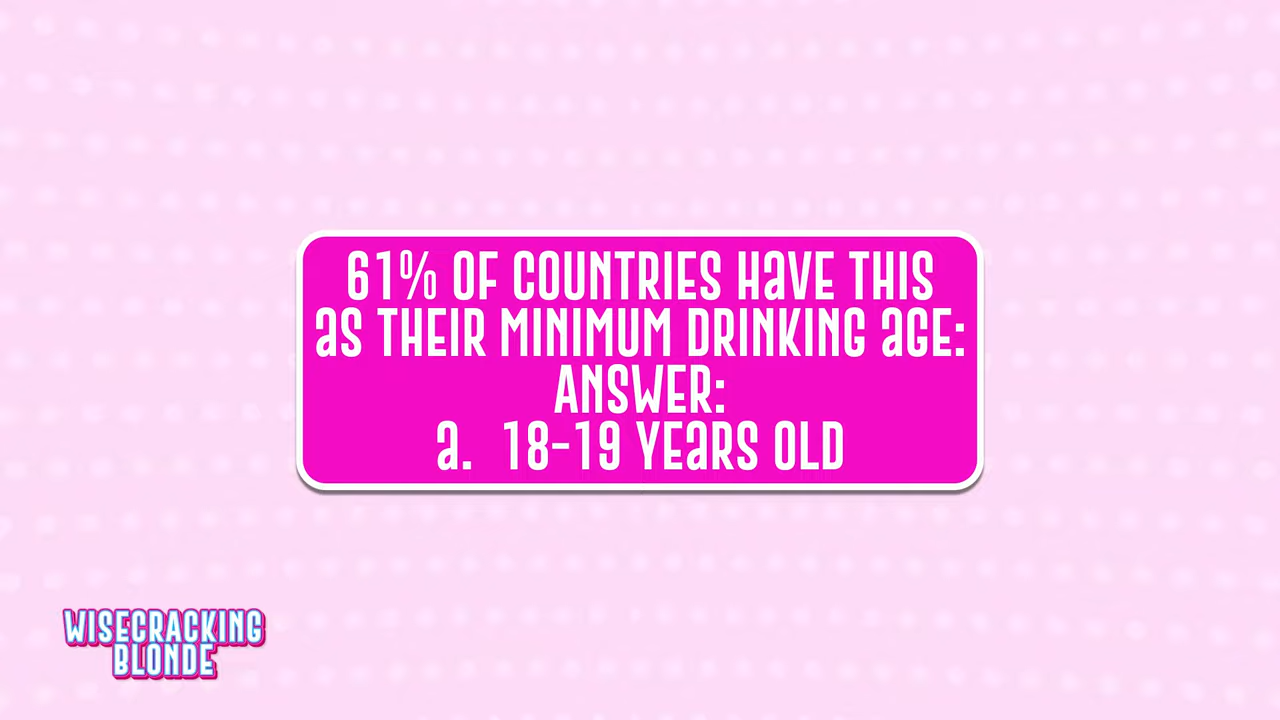 61% OF COUNTRIES HaVE THIS
aS THEIR MINIMUM DRINKING aGE:
ANSWER:
a. 18-19 YEaRS OLD
WISECRACKING
BLONDE